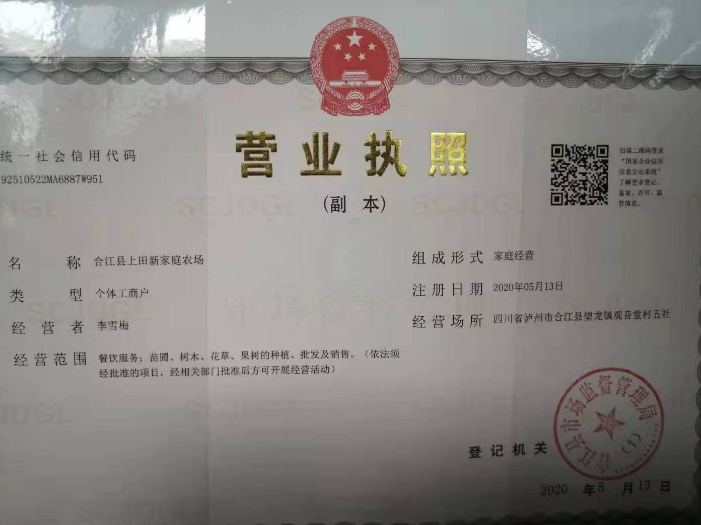 营业执照
(副 本)
统一社会信用代码
92510522MA6887W951
扫描二维码登录
“国家企业信用
信息公示系统”
了解更多登记、
备案、许可、监
管信息。
名 称 合江县上田新家庭农场
类 型 个体工商户
经营者 李雪梅
经营范围 餐饮服务；苗圃、树木、花草、果树的种植、批发及销售。（依法须
经批准的项目，经相关部门批准后方可开展经营活动）
组成形式 家庭经营
注册日期 2020年05月13日
经营场所 四川省泸州市合江县望龙镇观音堂村五社
登记机关
合江县市场监督管理局
(1)
2020 年 5 月 13 日
SCJDGL
市场监督